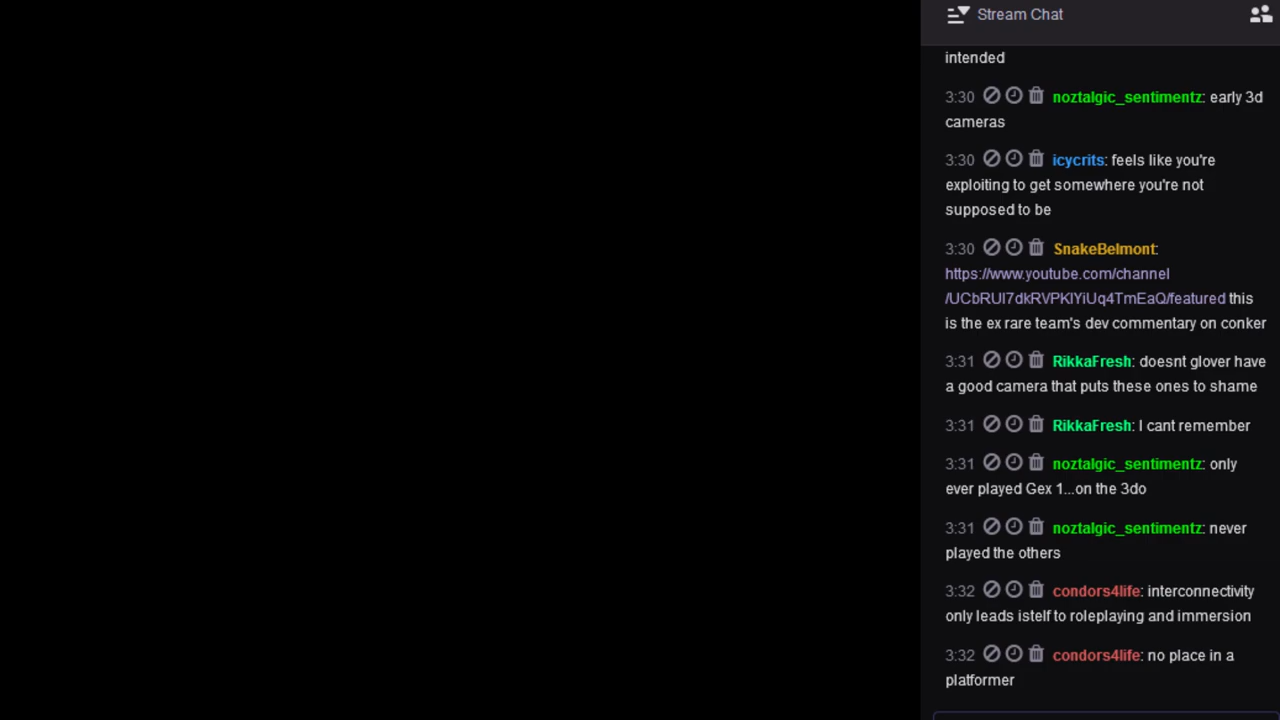 Stream Chat
intended
3:30 noztalgic_sentimentz: early 3d
cameras
3:30 icycrits: feels like you're
exploiting to get somewhere you're not
supposed to be
3:30 SnakeBelmont:
https://www.youtube.com/channel
/UCbRUI7dkRVPKlYiUq4TmEaQ/featured this
is the ex rare team's dev commentary on conker
3:31 RikkaFresh: doesnt glover have
a good camera that puts these ones to shame
3:31 RikkaFresh: I cant remember
3:31 noztalgic_sentimentz: only
ever played Gex 1...on the 3do
3:31 noztalgic_sentimentz: never
played the others
3:32 condors4life: interconnectivity
only leads istelf to roleplaying and immersion
3:32 condors4life: no place in a
platformer